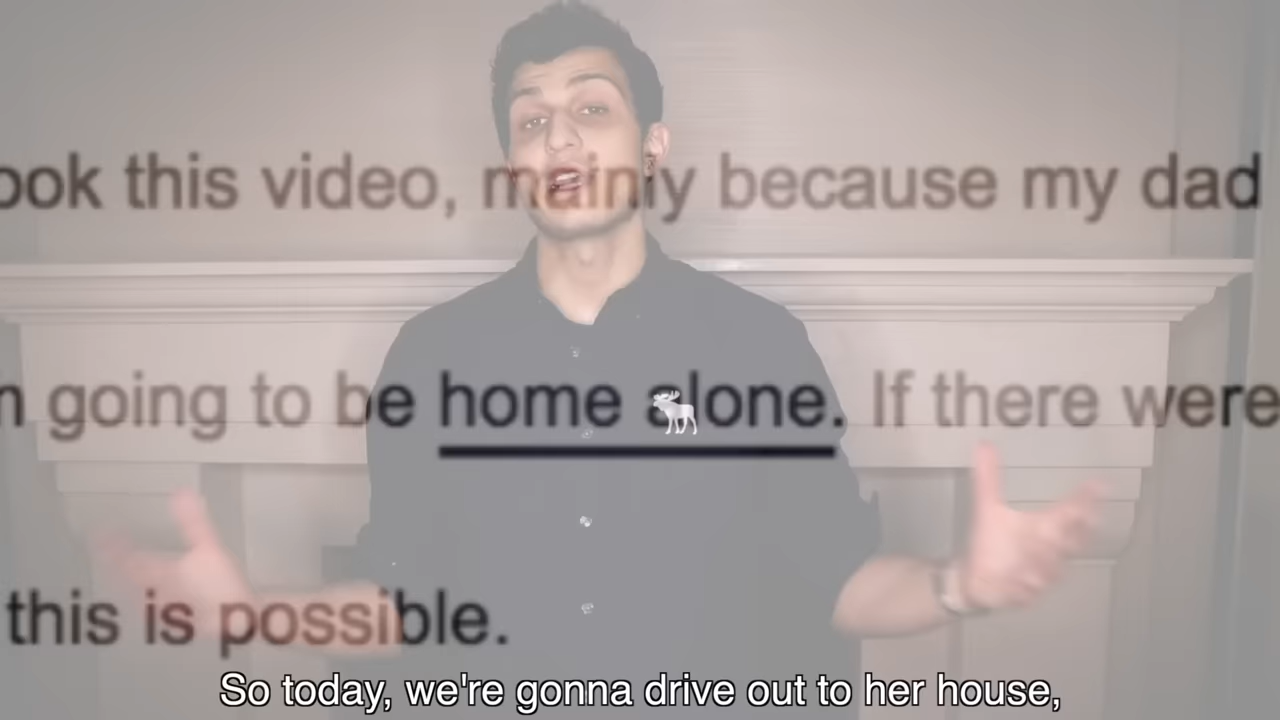 ook this video, mainly because my dad
going to be home alone. If there were
this is possible.
So today, we're gonna drive out to her house,